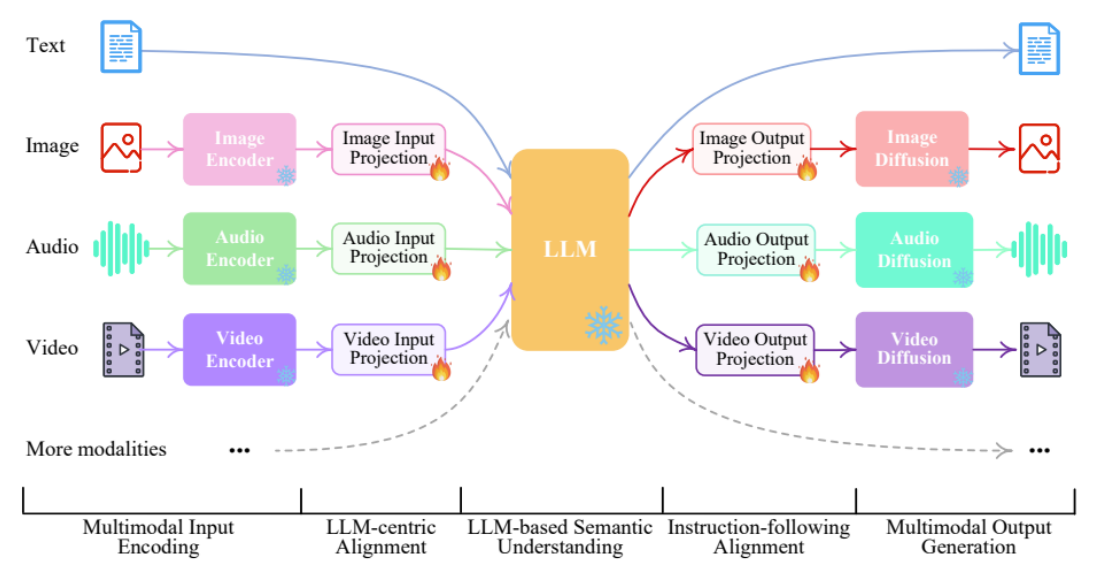 Text
Image
Image
Encoder
Image Input
Projection
Image Output
Projection
Image
Diffusion
Audio
Audio
Encoder
Audio Input
Projection
LLM
Audio Output
Projection
Audio
Diffusion
Video
Video
Encoder
Video Input
Projection
Video Output
Projection
Video
Diffusion
More modalities
...
...
Multimodal Input
Encoding
LLM-centric
Alignment
LLM-based Semantic
Understanding
Instruction-following
Alignment
Multimodal Output
Generation